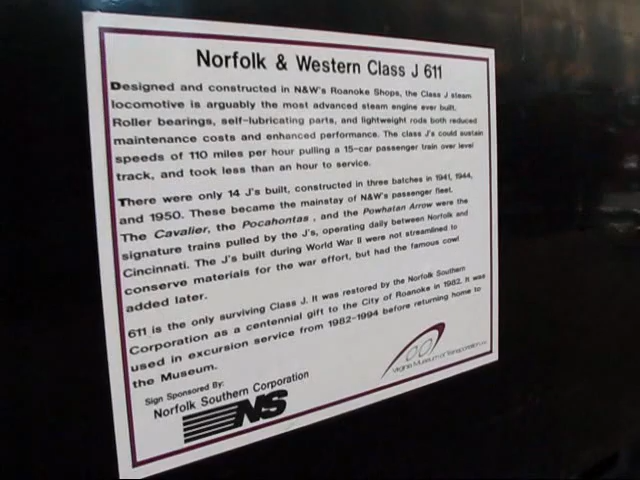 Norfolk & Western Class J 611
Designed and constructed in N&W's Roanoke Shops, the Class J steam
locomotive is arguably the most advanced steam engine ever built.
Roller bearings, self-lubricating parts, and lightweight rods both reduced
maintenance costs and enhanced performance. The class J's could sustain
speeds of 110 miles per hour pulling a 15-car passenger train over level
track, and took less than an hour to service.
There were only 14 J's built, constructed in three batches in 1941, 1944,
and 1950. These became the mainstay of N&W's passenger fleet.
The Cavalier, the Pocahontas, and the Powhatan Arrow were the
signature trains pulled by the J's, operating daily between Norfolk and
Cincinnati. The J's built during World War II were not streamlined to
conserve materials for the war effort, but had the famous cowl
added later.
611 is the only surviving Class J. It was restored by the Norfolk Southern
Corporation as a centennial gift to the City of Roanoke in 1982. It was
used in excursion service from 1982-1994 before returning home to
the Museum.
Sign Sponsored By:
Norfolk Southern Corporation
NS
Virginia Museum of Transportation